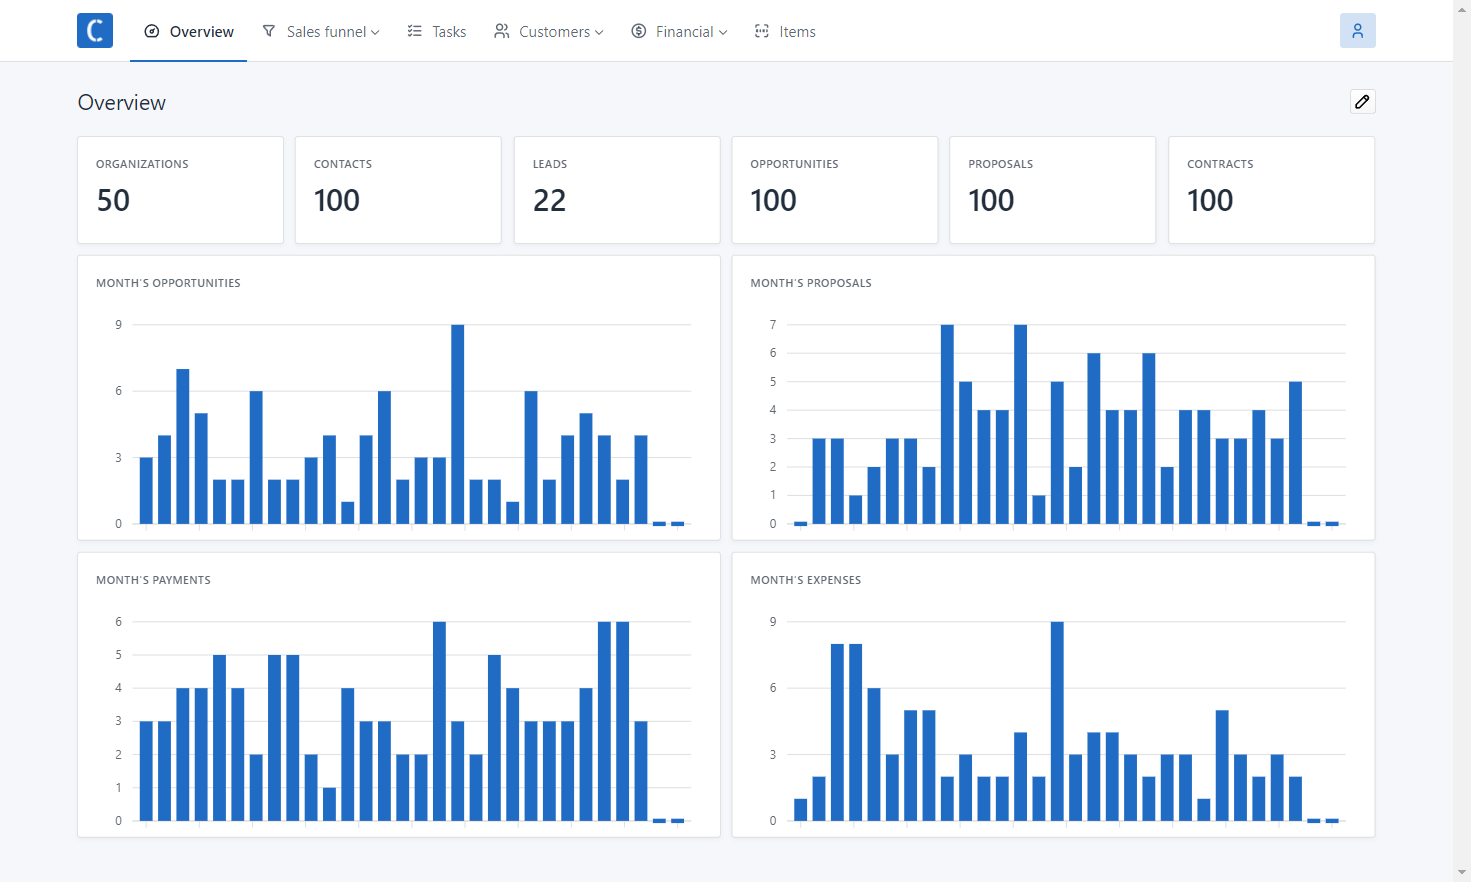 C Overview Sales funnel Tasks Customers Financial Items
Overview
ORGANIZATIONS CONTACTS LEADS OPPORTUNITIES PROPOSALS CONTRACTS
50 100 22 100 100 100
MONTH'S OPPORTUNITIES
9
6
3
0
MONTH'S PROPOSALS
7
6
5
4
3
2
1
0
MONTH'S PAYMENTS
6
5
4
3
2
1
0
MONTH'S EXPENSES
9
6
3
0